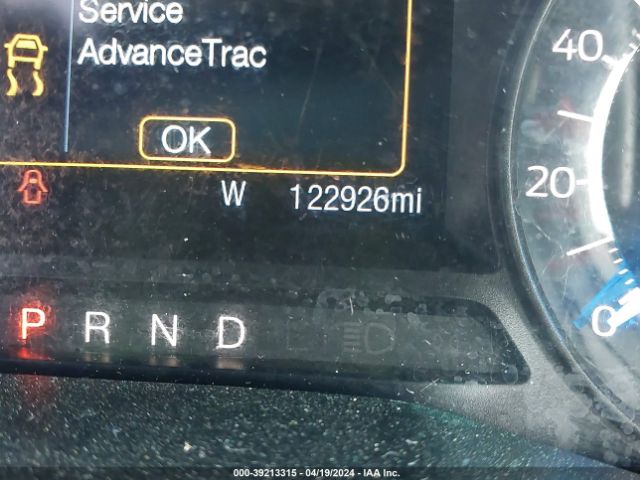 Service
AdvanceTrac
OK
W 122926mi
P R N D
40
20
0
000-39213315 - 04/19/2024 - IAA Inc.